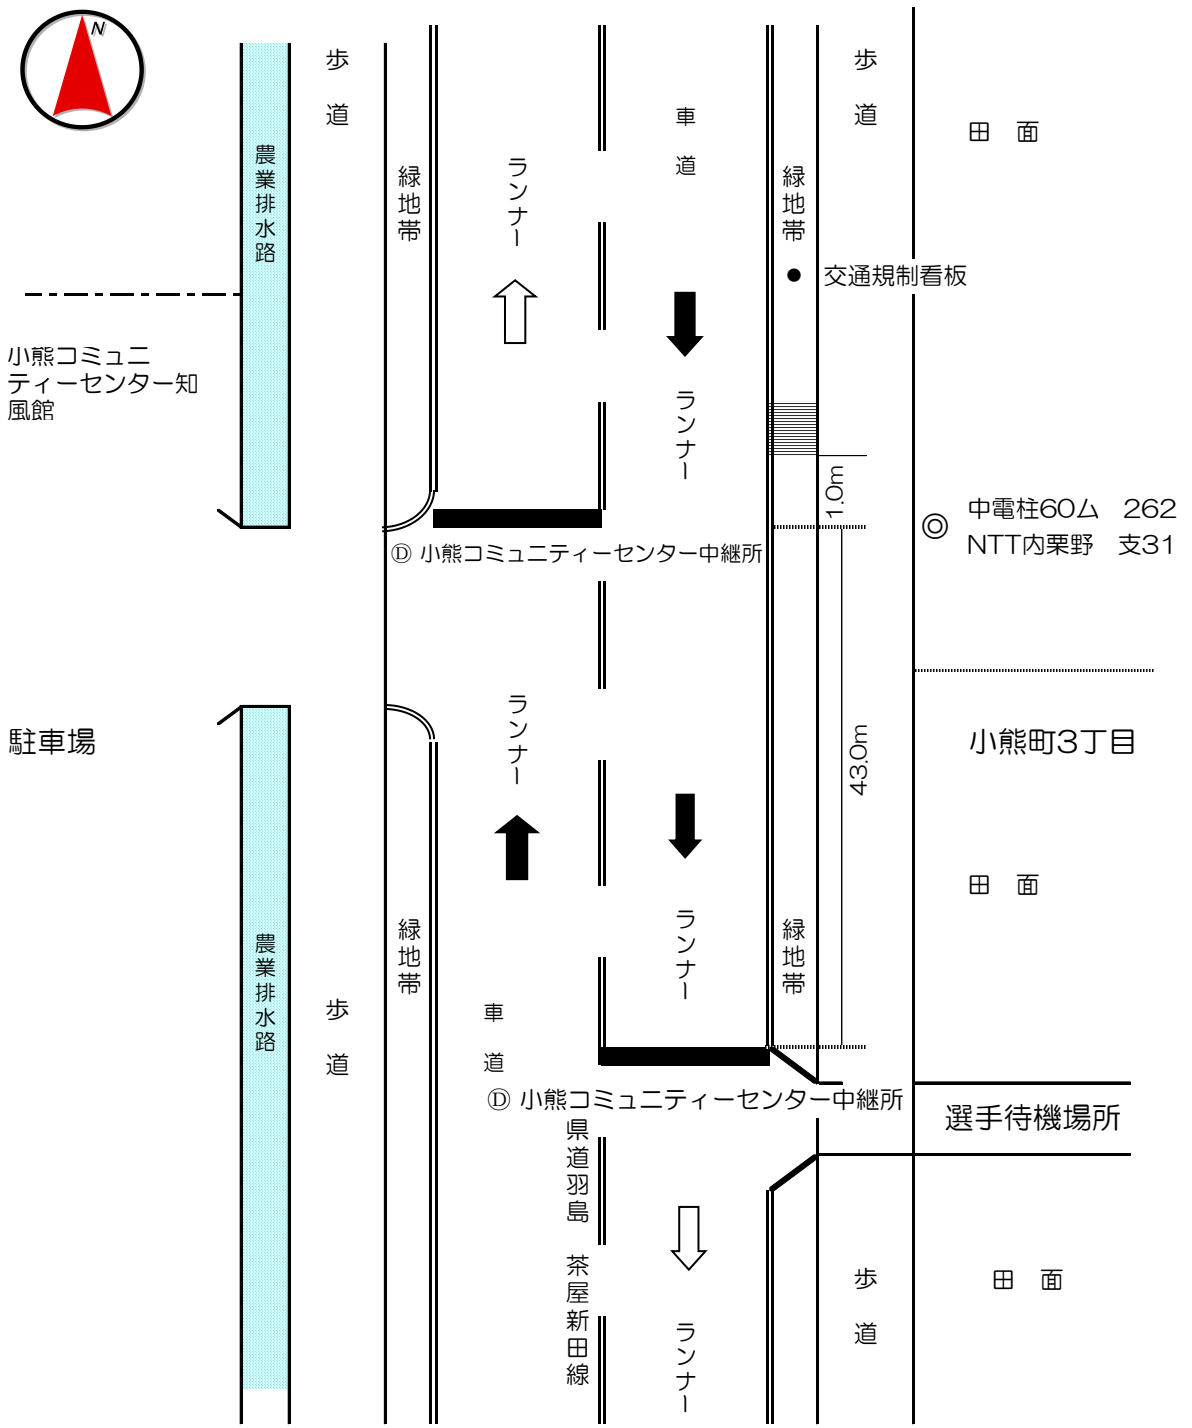 N
歩道
歩道
車道
田　面
農業排水路
ランナー
緑地帯
緑地帯
交通規制看板
小熊コミュニ
ティーセンター知
風館
ランナー
1.0m
中電柱60ム　262
NTT内栗野　支31
Ⓓ 小熊コミュニティーセンター中継所
ランナー
駐車場
小熊町3丁目
43.0m
田　面
ランナー
緑地帯
緑地帯
農業排水路
歩道
車道
Ⓓ 小熊コミュニティーセンター中継所
選手待機場所
県道羽島　茶屋新田線
歩道
田　面
ランナー